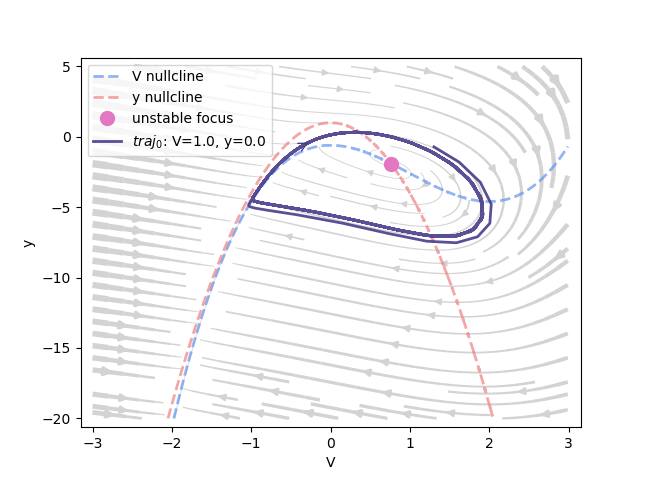 V nullcline
y nullcline
unstable focus
traj₀: V=1.0, y=0.0
5
0
−5
−10
−15
−20
y
−3
−2
−1
0
1
2
3
V